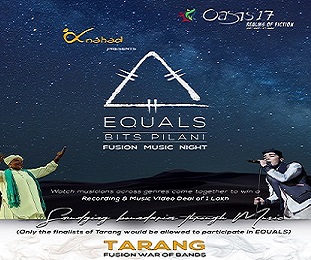 Oasis'17
REALMS OF FICTION
αnahad
PRESENTS
EQUALS
BITS PILANI
FUSION MUSIC NIGHT
Watch musicians across genres come together to win a
Recording & Music Video Deal of 1 Lakh
Smudging boundaries through Music
(Only the finalists of Tarang would be allowed to participate in EQUALS)
TARANG
FUSION WAR OF BANDS